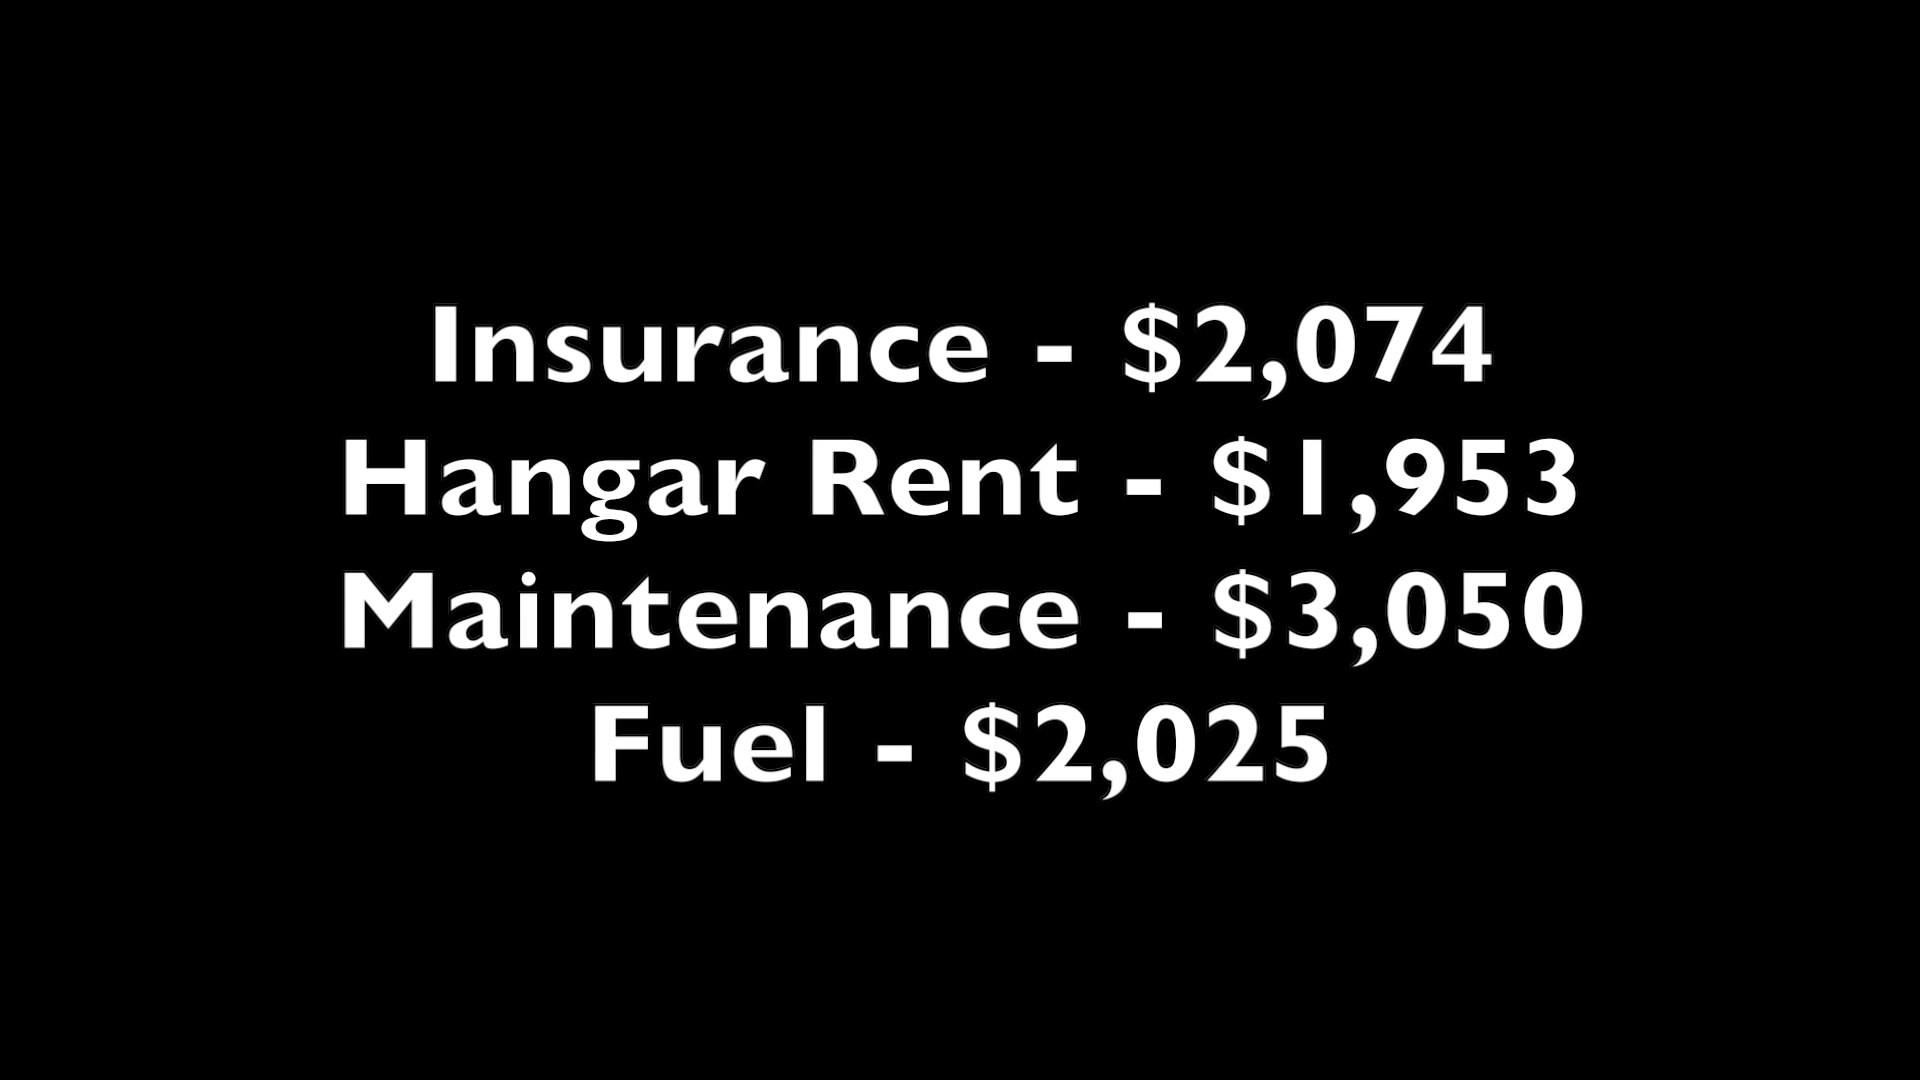 Insurance - $2,074
Hangar Rent - $1,953
Maintenance - $3,050
Fuel - $2,025